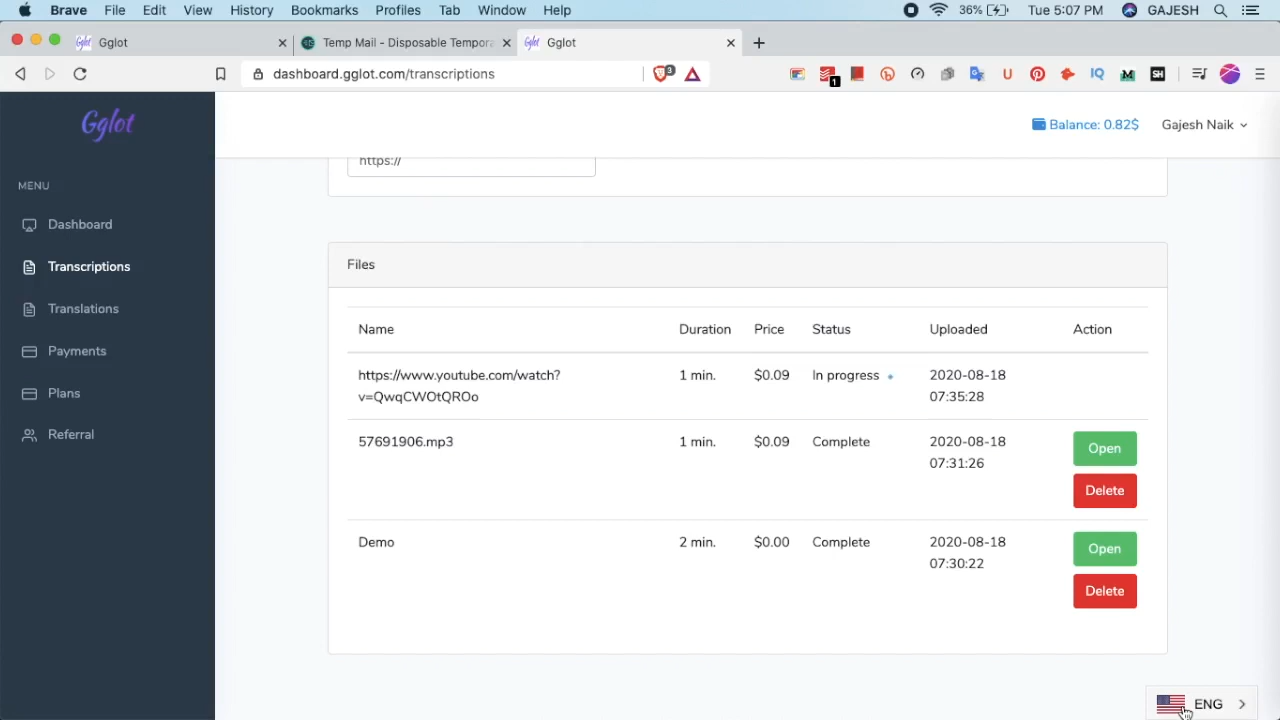 Brave File Edit View History Bookmarks Profiles Tab Window Help 36% Tue 5:07 PM GAJESH
Gglot Temp Mail - Disposable Tempora Gglot
dashboard.gglot.com/transcriptions 3 1 U IQ M SH
Gglot
Balance: 0.82$ Gajesh Naik
https://
MENU
Dashboard
Transcriptions
Translations
Payments
Plans
Referral
Files
Name Duration Price Status Uploaded Action
https://www.youtube.com/watch? 1 min. $0.09 In progress 2020-08-18
v=QwqCWOtQROo 07:35:28
57691906.mp3 1 min. $0.09 Complete 2020-08-18 Open
07:31:26
Delete
Demo 2 min. $0.00 Complete 2020-08-18 Open
07:30:22
Delete
ENG